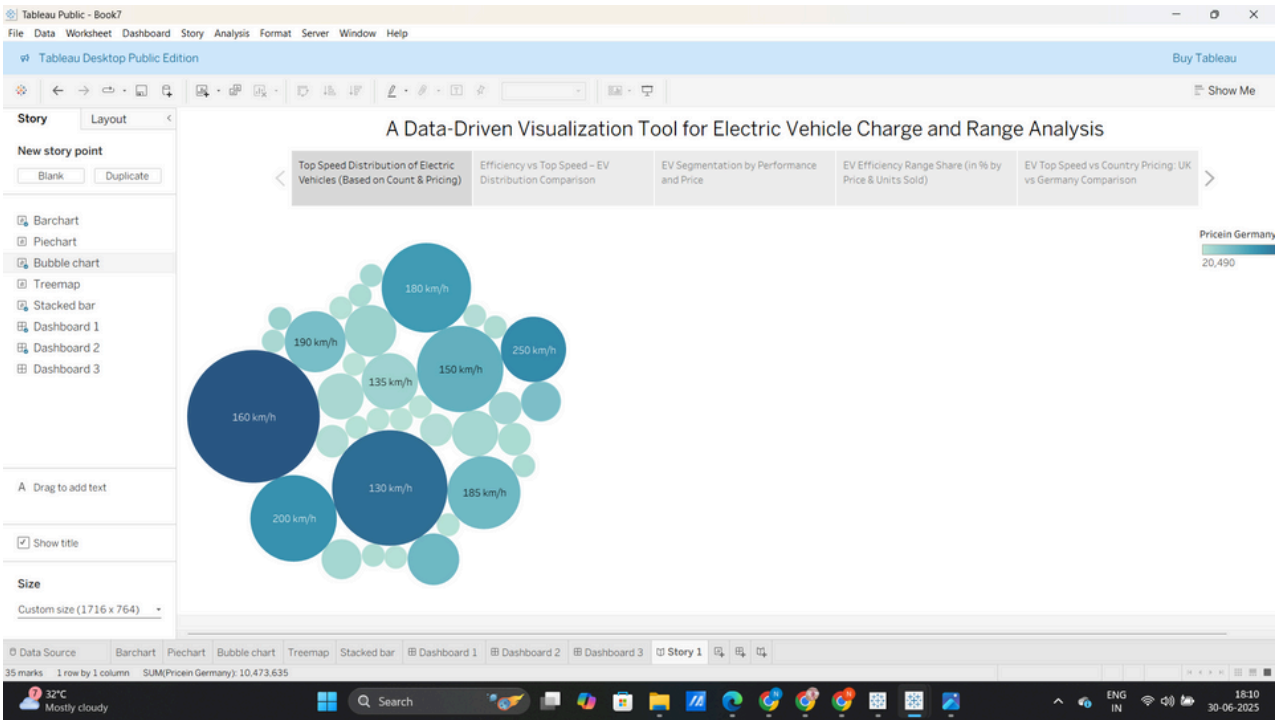 Tableau Public - Book7
File Data Worksheet Dashboard Story Analysis Format Server Window Help
Tableau Desktop Public Edition
Buy Tableau
Show Me
Story Layout
New story point
Blank Duplicate
Barchart
Piechart
Bubble chart
Treemap
Stacked bar
Dashboard 1
Dashboard 2
Dashboard 3
A Drag to add text
Show title
Size
Custom size (1716 x 764)
A Data-Driven Visualization Tool for Electric Vehicle Charge and Range Analysis
Top Speed Distribution of Electric
Vehicles (Based on Count & Pricing)
Efficiency vs Top Speed – EV
Distribution Comparison
EV Segmentation by Performance
and Price
EV Efficiency Range Share (in % by
Price & Units Sold)
EV Top Speed vs Country Pricing: UK
vs Germany Comparison
Pricein Germany
20,490
180 km/h
190 km/h
250 km/h
150 km/h
135 km/h
160 km/h
130 km/h
185 km/h
200 km/h
Data Source Barchart Piechart Bubble chart Treemap Stacked bar Dashboard 1 Dashboard 2 Dashboard 3 Story 1
35 marks 1 row by 1 column SUM(Pricein Germany): 10,473,635
7
32°C
Mostly cloudy
Search
ENG
IN
18:10
30-06-2025